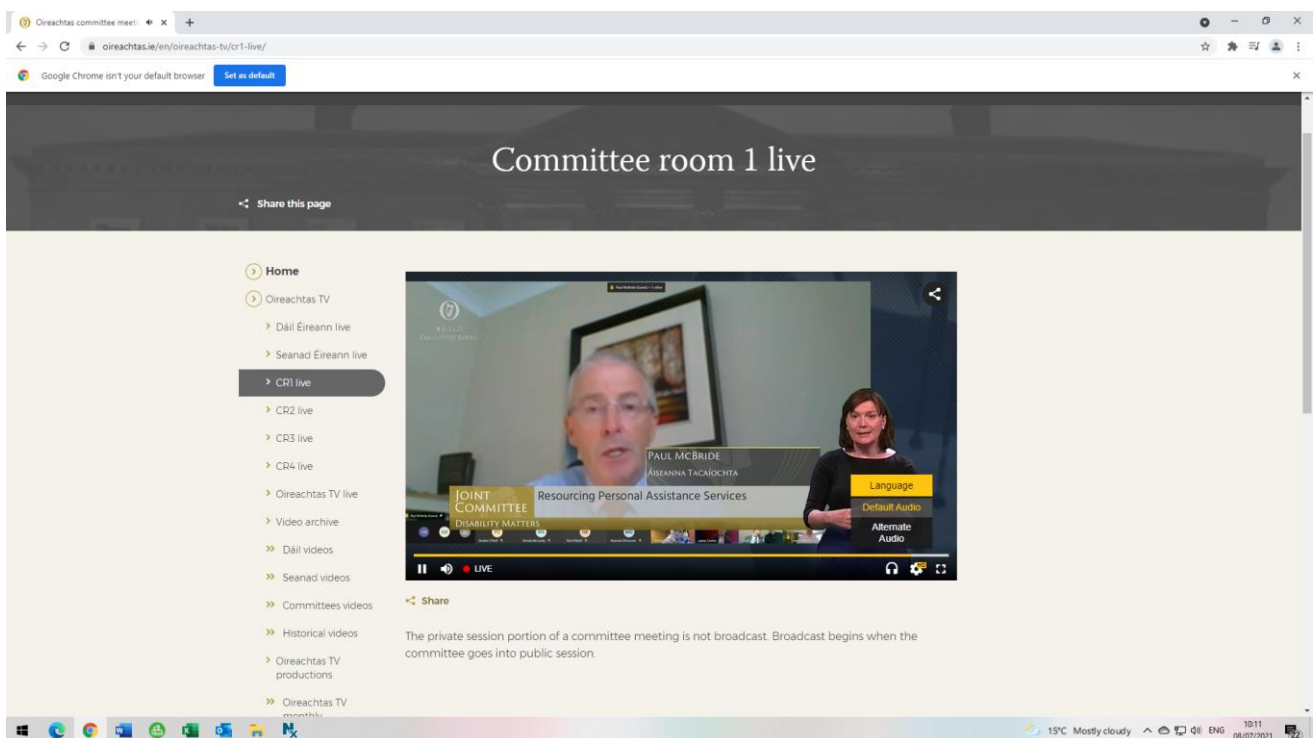 Oireachtas committee meeti
oireachtas.ie/en/oireachtas-tv/cr1-live/
Google Chrome isn't your default browser
Set as default
Committee room 1 live
Share this page
Home
Oireachtas TV
Dáil Éireann live
Seanad Éireann live
CR1 live
CR2 live
CR3 live
CR4 live
Oireachtas TV live
Video archive
Dáil videos
Seanad videos
Committees videos
Historical videos
Oireachtas TV
productions
Oireachtas TV
monthly
PAUL MCBRIDE
ÁISEANNA TACAÍOCHTA
JOINT
COMMITTEE
DISABILITY MATTERS
Resourcing Personal Assistance Services
Language
Default Audio
Alternate
Audio
LIVE
Share
The private session portion of a committee meeting is not broadcast. Broadcast begins when the
committee goes into public session.
15°C Mostly cloudy
ENG
10:11
08/07/2021
22